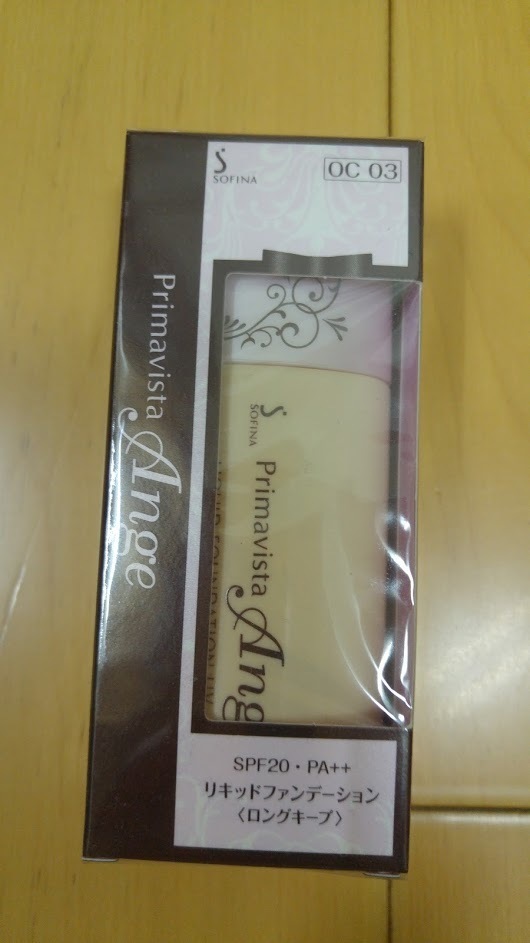 SOFINA
OC 03
Primavista
Ange
SOFINA
Primavista
Ang
SPF20・PA++
リキッドファンデーション
〈ロングキープ〉